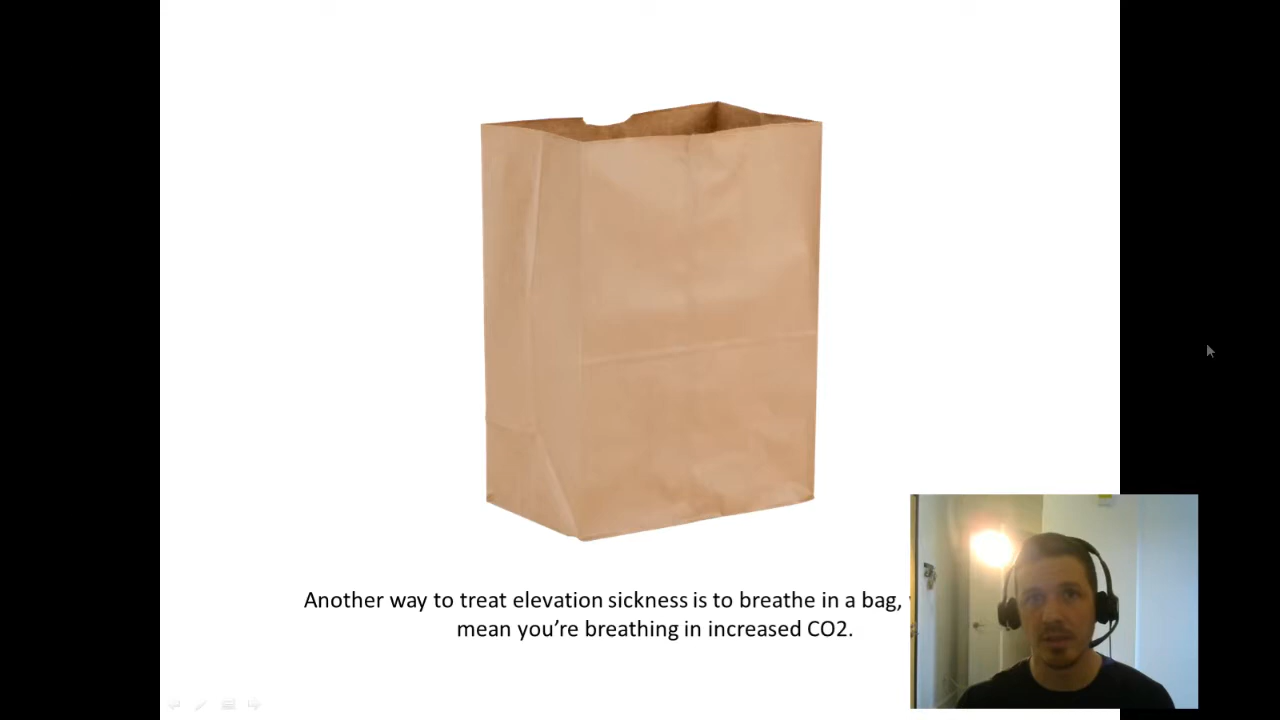 Another way to treat elevation sickness is to breathe in a bag,
mean you’re breathing in increased CO2.